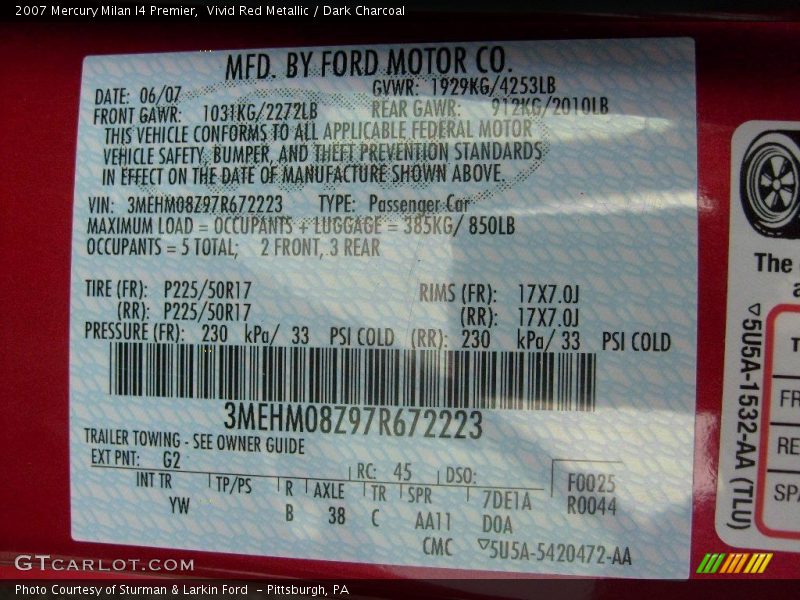 2007 Mercury Milan I4 Premier,  Vivid Red Metallic / Dark Charcoal
MFD. BY FORD MOTOR CO.
DATE: 06/07 GVWR: 1929KG/4253LB
FRONT GAWR: 1031KG/2272LB REAR GAWR: 912KG/2010LB
THIS VEHICLE CONFORMS TO ALL APPLICABLE FEDERAL MOTOR
VEHICLE SAFETY, BUMPER, AND THEFT PREVENTION STANDARDS
IN EFFECT ON THE DATE OF MANUFACTURE SHOWN ABOVE.
VIN: 3MEHM08Z97R672223 TYPE: Passenger Car
MAXIMUM LOAD = OCCUPANTS + LUGGAGE = 385KG/ 850LB
OCCUPANTS = 5 TOTAL; 2 FRONT, 3 REAR
TIRE (FR): P225/50R17 RIMS (FR): 17X7.0J
(RR): P225/50R17 (RR): 17X7.0J
PRESSURE (FR): 230 kPa/ 33 PSI COLD (RR): 230 kPa/ 33 PSI COLD
3MEHM08Z97R672223
TRAILER TOWING - SEE OWNER GUIDE
EXT PNT: G2 RC: 45 DSO: F0025
INT TR TP/PS R AXLE TR SPR 7DE1A R0044
YW B 38 C AA11 D0A
CMC ▽5U5A-5420472-AA
The
▽5U5A-1532-AA (TLU)
T
FR
RE
SPA
GTCARLOT.COM
Photo Courtesy of Sturman & Larkin Ford  - Pittsburgh, PA